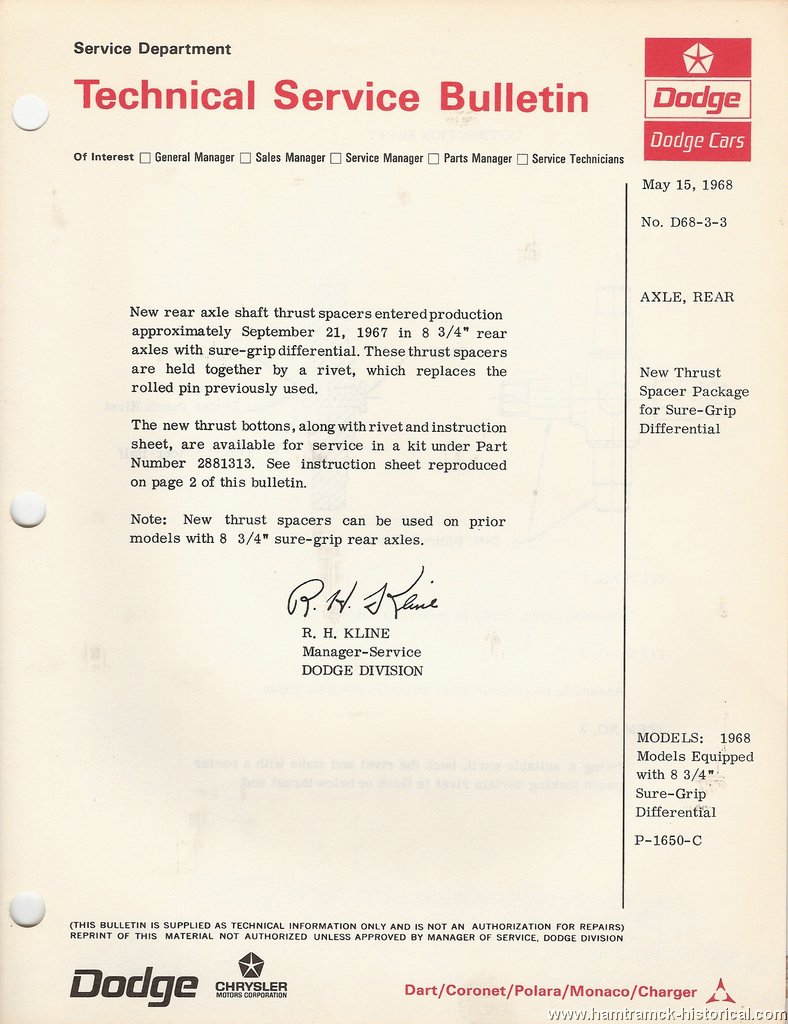 Service Department
Technical Service Bulletin
Of Interest General Manager Sales Manager Service Manager Parts Manager Service Technicians
Dodge
Dodge Cars
May 15, 1968
No. D68-3-3
AXLE, REAR
New Thrust
Spacer Package
for Sure-Grip
Differential
New rear axle shaft thrust spacers entered production
approximately September 21, 1967 in 8 3/4" rear
axles with sure-grip differential. These thrust spacers
are held together by a rivet, which replaces the
rolled pin previously used.
The new thrust bottons, along with rivet and instruction
sheet, are available for service in a kit under Part
Number 2881313. See instruction sheet reproduced
on page 2 of this bulletin.
Note: New thrust spacers can be used on prior
models with 8 3/4" sure-grip rear axles.
R. H. Kline
R. H. KLINE
Manager-Service
DODGE DIVISION
MODELS: 1968
Models Equipped
with 8 3/4"
Sure-Grip
Differential
P-1650-C
(THIS BULLETIN IS SUPPLIED AS TECHNICAL INFORMATION ONLY AND IS NOT AN AUTHORIZATION FOR REPAIRS)
REPRINT OF THIS MATERIAL NOT AUTHORIZED UNLESS APPROVED BY MANAGER OF SERVICE, DODGE DIVISION
Dodge
CHRYSLER
MOTORS CORPORATION
Dart/Coronet/Polara/Monaco/Charger
www.hamtramck-historical.com